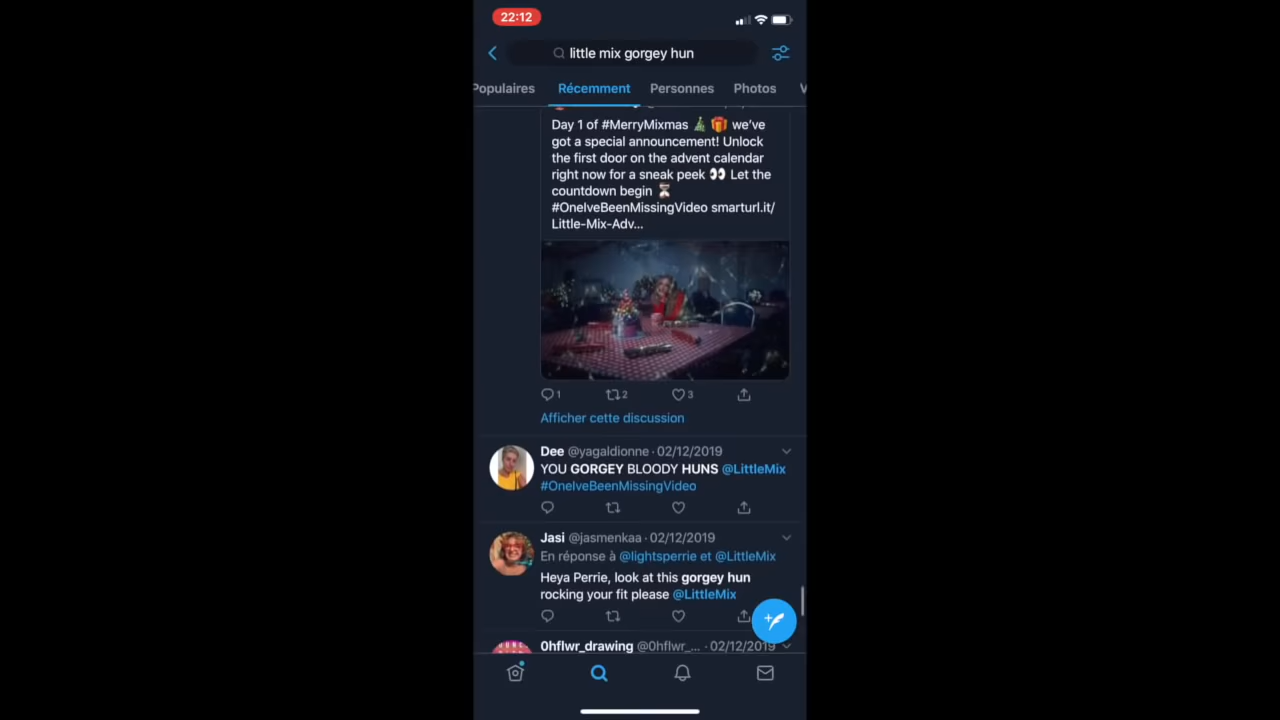 22:12
little mix gorgey hun
Populaires Récemment Personnes Photos V
Day 1 of #MerryMixmas 🎄 🎁 we've
got a special announcement! Unlock
the first door on the advent calendar
right now for a sneak peek 👀 Let the
countdown begin ⏳
#OneIveBeenMissingVideo smarturl.it/
Little-Mix-Adv...
1 2 3
Afficher cette discussion
Dee @yagaldionne · 02/12/2019
YOU GORGEY BLOODY HUNS @LittleMix
#OneIveBeenMissingVideo
Jasi @jasmenkaa · 02/12/2019
En réponse à @lightsperrie et @LittleMix
Heya Perrie, look at this gorgey hun
rocking your fit please @LittleMix
0hflwr_drawing @0hflwr_... · 02/12/2019